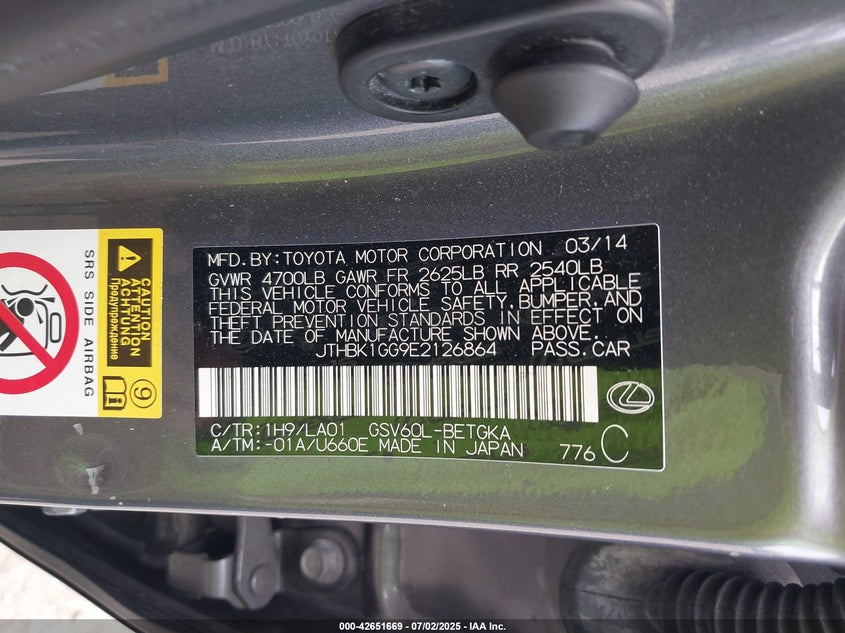 MFD.BY:TOYOTA MOTOR CORPORATION 03/14
GVWR 4700LB GAWR FR 2625LB RR 2540LB
THIS VEHICLE CONFORMS TO ALL APPLICABLE
FEDERAL MOTOR VEHICLE SAFETY,BUMPER,AND
THEFT PREVENTION STANDARDS IN EFFECT ON
THE DATE OF MANUFACTURE SHOWN ABOVE.
JTHBK1GG9E2126864 PASS.CAR
C/TR:1H9/LA01 GSV60L-BETGKA
A/TM:-01A/U660E MADE IN JAPAN 776 C
SRS SIDE AIRBAG
CAUTION
ACHTUNG
Предупреждение
9
000-42651669 - 07/02/2025 - IAA Inc.